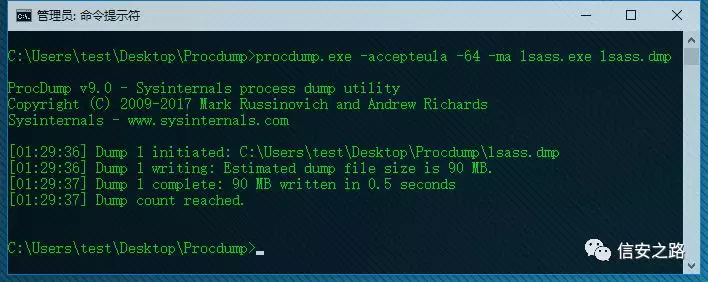 管理员: 命令提示符
C:\Users\test\Desktop\Procdump>procdump.exe -accepteula -64 -ma lsass.exe lsass.dmp
ProcDump v9.0 - Sysinternals process dump utility
Copyright (C) 2009-2017 Mark Russinovich and Andrew Richards
Sysinternals - www.sysinternals.com
[01:29:36] Dump 1 initiated: C:\Users\test\Desktop\Procdump\lsass.dmp
[01:29:36] Dump 1 writing: Estimated dump file size is 90 MB.
[01:29:37] Dump 1 complete: 90 MB written in 0.5 seconds
[01:29:37] Dump count reached.
C:\Users\test\Desktop\Procdump>
信安之路